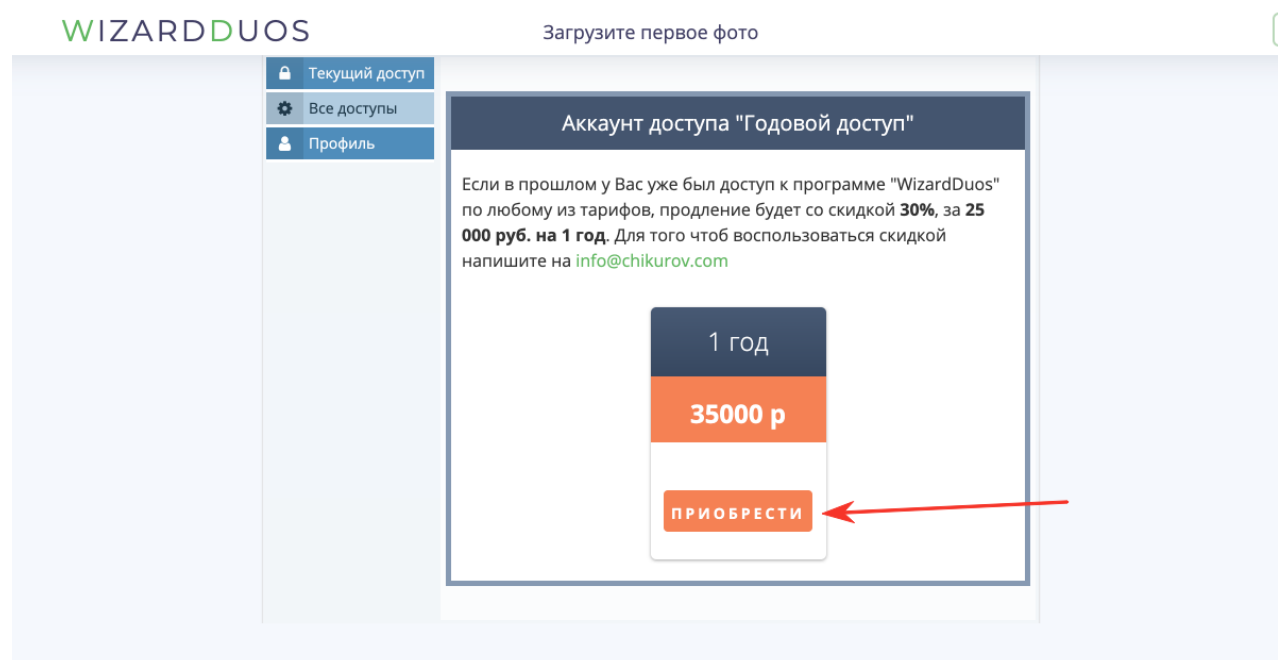 WIZARDDUOS
Загрузите первое фото
Текущий доступ
Все доступы
Профиль
Аккаунт доступа "Годовой доступ"
Если в прошлом у Вас уже был доступ к программе "WizardDuos"
по любому из тарифов, продление будет со скидкой 30%, за 25
000 руб. на 1 год. Для того чтоб воспользоваться скидкой
напишите на info@chikurov.com
1 год
35000 р
ПРИОБРЕСТИ